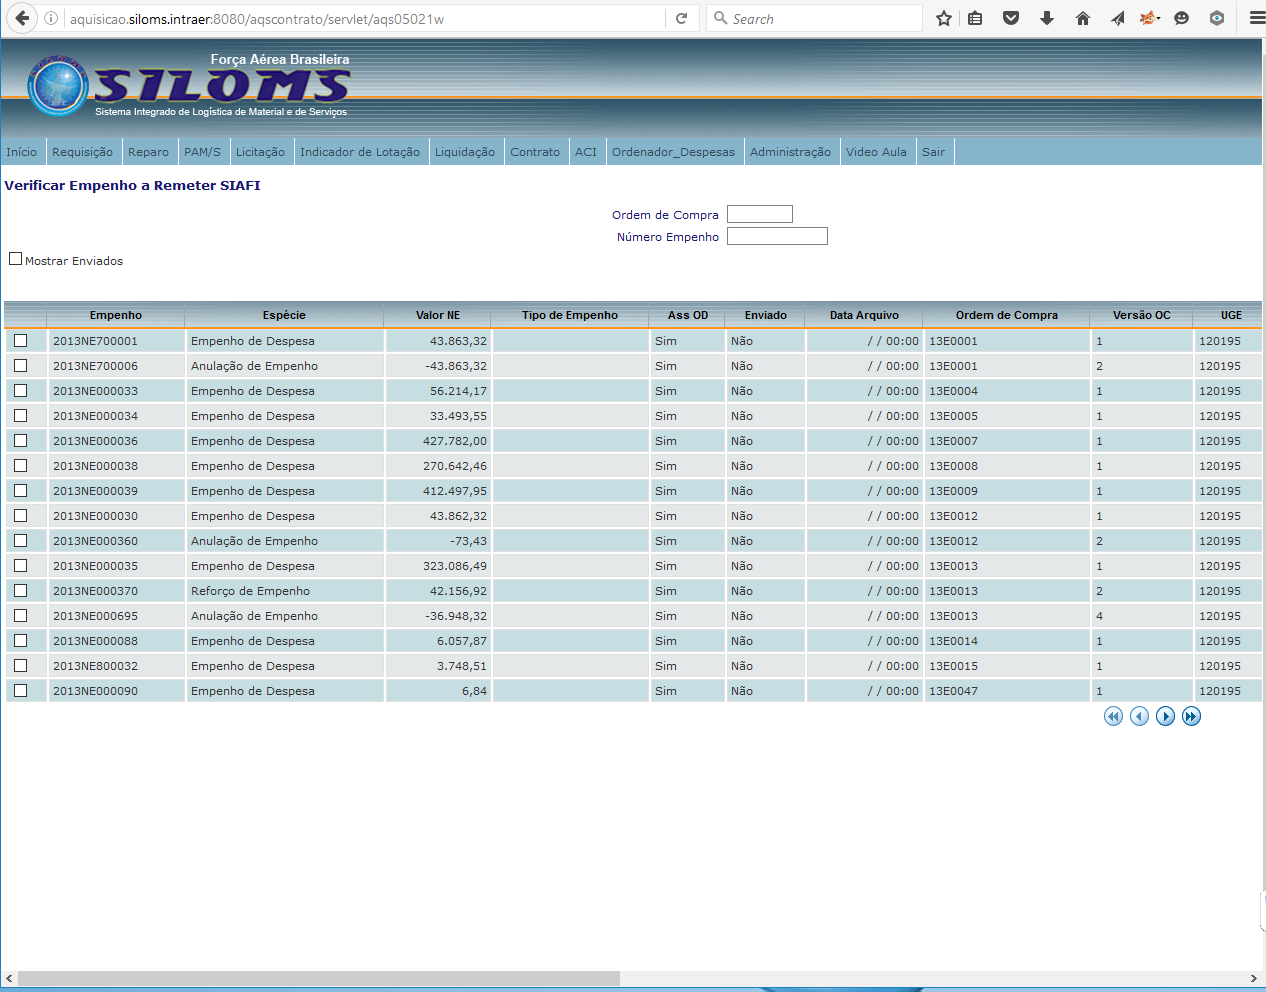 aquisicao.siloms.intraer:8080/aqscontrato/servlet/aqs05021w
Search
Força Aérea Brasileira
SILOMS
Sistema Integrado de Logística de Material e de Serviços
Início Requisição Reparo PAM/S Licitação Indicador de Lotação Liquidação Contrato ACI Ordenador_Despesas Administração Video Aula Sair
Verificar Empenho a Remeter SIAFI
Ordem de Compra
Número Empenho
Mostrar Enviados
Empenho Espécie Valor NE Tipo de Empenho Ass OD Enviado Data Arquivo Ordem de Compra Versão OC UGE
2013NE700001 Empenho de Despesa 43.863,32 Sim Não / / 00:00 13E0001 1 120195
2013NE700006 Anulação de Empenho -43.863,32 Sim Não / / 00:00 13E0001 2 120195
2013NE000033 Empenho de Despesa 56.214,17 Sim Não / / 00:00 13E0004 1 120195
2013NE000034 Empenho de Despesa 33.493,55 Sim Não / / 00:00 13E0005 1 120195
2013NE000036 Empenho de Despesa 427.782,00 Sim Não / / 00:00 13E0007 1 120195
2013NE000038 Empenho de Despesa 270.642,46 Sim Não / / 00:00 13E0008 1 120195
2013NE000039 Empenho de Despesa 412.497,95 Sim Não / / 00:00 13E0009 1 120195
2013NE000030 Empenho de Despesa 43.862,32 Sim Não / / 00:00 13E0012 1 120195
2013NE000360 Anulação de Empenho -73,43 Sim Não / / 00:00 13E0012 2 120195
2013NE000035 Empenho de Despesa 323.086,49 Sim Não / / 00:00 13E0013 1 120195
2013NE000370 Reforço de Empenho 42.156,92 Sim Não / / 00:00 13E0013 2 120195
2013NE000695 Anulação de Empenho -36.948,32 Sim Não / / 00:00 13E0013 4 120195
2013NE000088 Empenho de Despesa 6.057,87 Sim Não / / 00:00 13E0014 1 120195
2013NE800032 Empenho de Despesa 3.748,51 Sim Não / / 00:00 13E0015 1 120195
2013NE000090 Empenho de Despesa 6,84 Sim Não / / 00:00 13E0047 1 120195